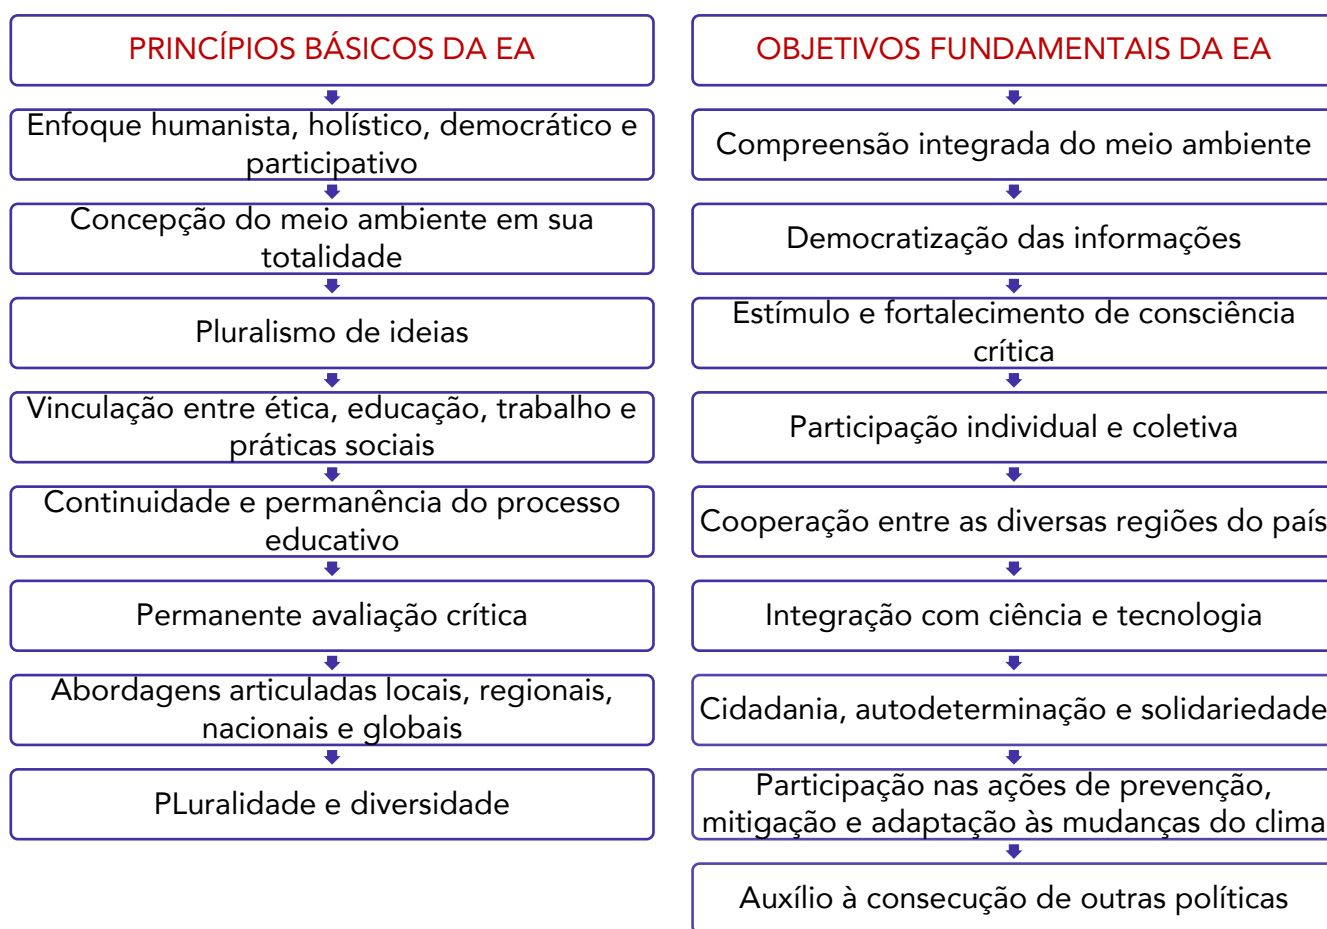 PRINCÍPIOS BÁSICOS DA EA
Enfoque humanista, holístico, democrático e
participativo
Concepção do meio ambiente em sua
totalidade
Pluralismo de ideias
Vinculação entre ética, educação, trabalho e
práticas sociais
Continuidade e permanência do processo
educativo
Permanente avaliação crítica
Abordagens articuladas locais, regionais,
nacionais e globais
PLuralidade e diversidade
OBJETIVOS FUNDAMENTAIS DA EA
Compreensão integrada do meio ambiente
Democratização das informações
Estímulo e fortalecimento de consciência
crítica
Participação individual e coletiva
Cooperação entre as diversas regiões do país
Integração com ciência e tecnologia
Cidadania, autodeterminação e solidariedade
Participação nas ações de prevenção,
mitigação e adaptação às mudanças do clima
Auxílio à consecução de outras políticas